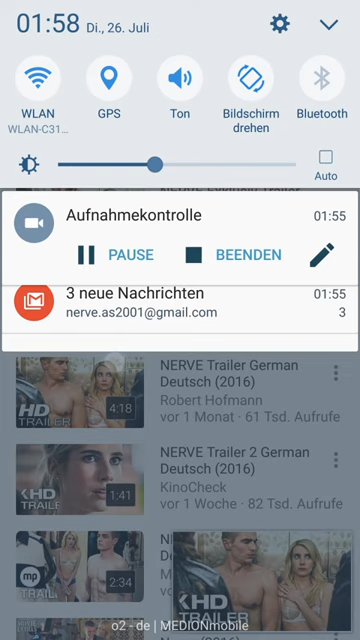 01:58 Di., 26. Juli
WLAN
GPS
Ton
Bildschirm
drehen
Bluetooth
WLAN-C31...
Auto
NERVE Exklusiv Trailer
Aufnahmekontrolle 01:55
PAUSE BEENDEN
3 neue Nachrichten 01:55
nerve.as2001@gmail.com 3
NERVE Trailer German
Deutsch (2016)
Robert Hofmann
vor 1 Monat · 61 Tsd. Aufrufe
HD
TRAILER
4:18
NERVE Trailer 2 German
Deutsch (2016)
KinoCheck
vor 1 Woche · 82 Tsd. Aufrufe
KHD
TRAILER
1:41
mp
TRAIL
2:34
KHD
TRAILER
o2 - de | MEDIONmobile